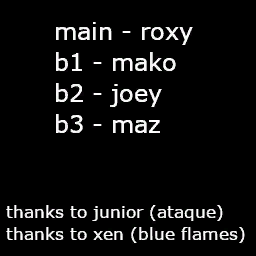 main - roxy
b1 - mako
b2 - joey
b3 - maz
thanks to junior (ataque)
thanks to xen (blue flames)